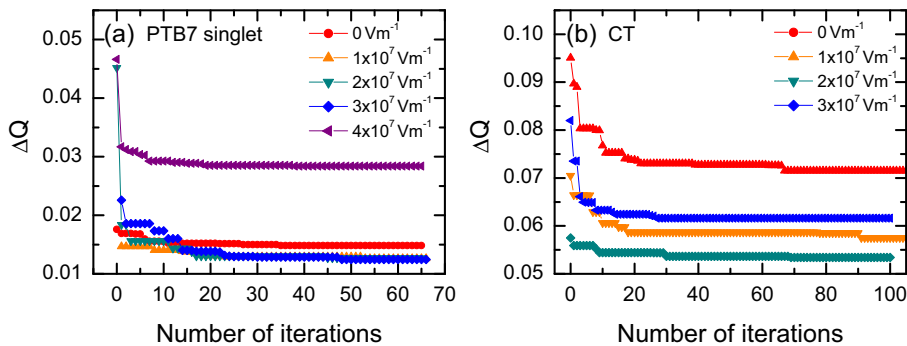 (a) PTB7 singlet
0 Vm⁻¹
1x10⁷ Vm⁻¹
2x10⁷ Vm⁻¹
3x10⁷ Vm⁻¹
4x10⁷ Vm⁻¹
0.05
0.04
0.03
0.02
0.01
ΔQ
0 10 20 30 40 50 60 70
Number of iterations
(b) CT
0 Vm⁻¹
1x10⁷ Vm⁻¹
2x10⁷ Vm⁻¹
3x10⁷ Vm⁻¹
0.10
0.09
0.08
0.07
0.06
0.05
ΔQ
0 20 40 60 80 100
Number of iterations